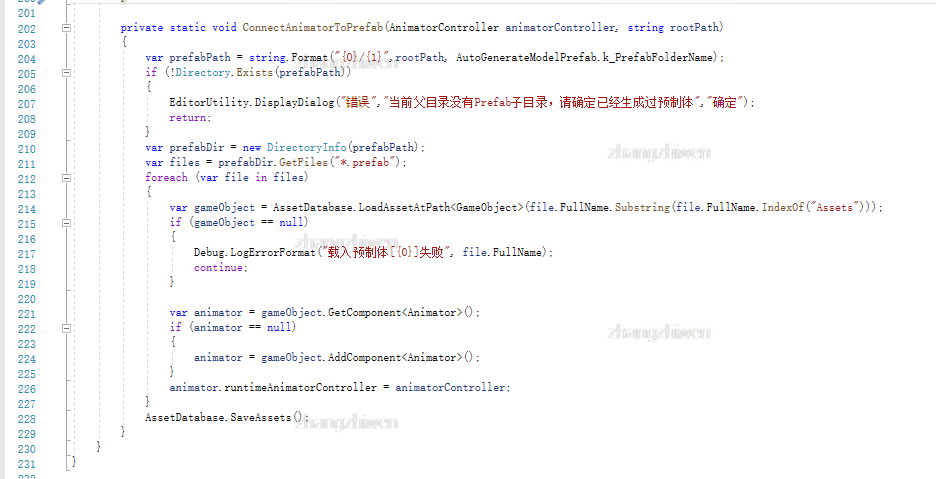 201
202 private static void ConnectAnimatorToPrefab(AnimatorController animatorController, string rootPath)
203 {
204 var prefabPath = string.Format("{0}/{1}",rootPath, AutoGenerateModelPrefab.k_PrefabFolderName);
205 if (!Directory.Exists(prefabPath))
206 {
207 EditorUtility.DisplayDialog("错误","当前父目录没有Prefab子目录，请确定已经生成过预制体","确定");
208 return;
209 }
210 var prefabDir = new DirectoryInfo(prefabPath);
211 var files = prefabDir.GetFiles("*.prefab");
212 foreach (var file in files)
213 {
214 var gameObject = AssetDatabase.LoadAssetAtPath<GameObject>(file.FullName.Substring(file.FullName.IndexOf("Assets")));
215 if (gameObject == null)
216 {
217 Debug.LogErrorFormat("载入预制体[{0}]失败", file.FullName);
218 continue;
219 }
220
221 var animator = gameObject.GetComponent<Animator>();
222 if (animator == null)
223 {
224 animator = gameObject.AddComponent<Animator>();
225 }
226 animator.runtimeAnimatorController = animatorController;
227 }
228 AssetDatabase.SaveAssets();
229 }
230 }
231 }
zhangzhiwen
zhangzhiwen
zhangzhiwen
zhangzhiwen
zhangzhiwen